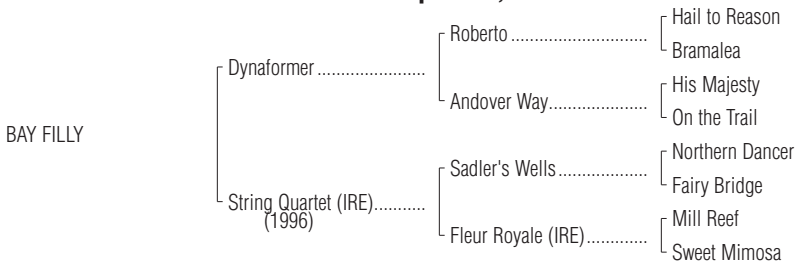 Hail to Reason
Roberto ............................
Bramalea
Dynaformer .......................
His Majesty
Andover Way.....................
On the Trail
BAY FILLY
Northern Dancer
Sadler's Wells ...................
Fairy Bridge
String Quartet (IRE)...........
(1996)
Mill Reef
Fleur Royale (IRE).............
Sweet Mimosa